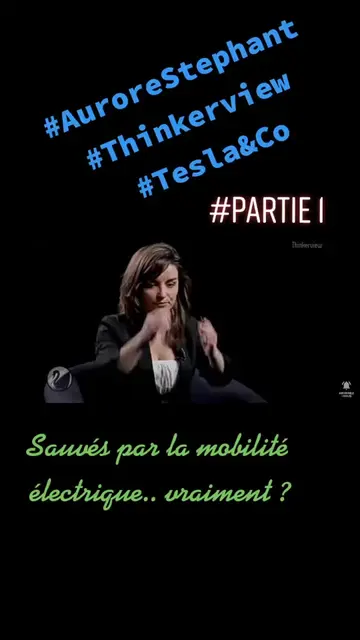 #AuroreStephant
#Thinkerview
#Tesla&Co
#PARTIE I
Thinkerview
Sauvés par la mobilité
électrique.. vraiment ?